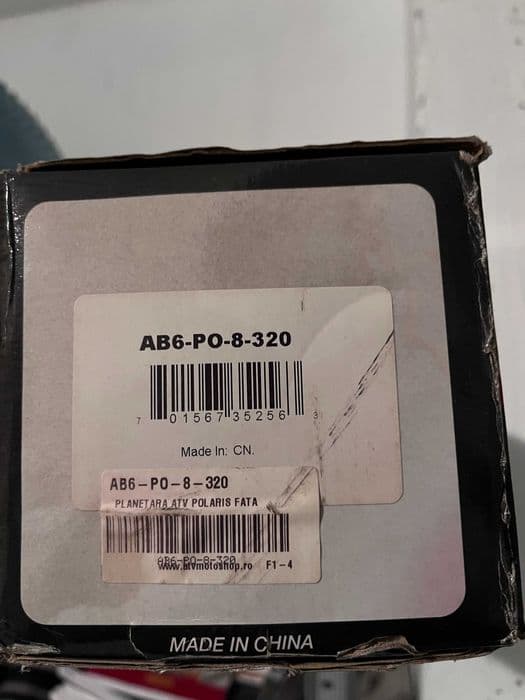 AB6-PO-8-320
7 01567 35256 3
Made In: CN.
AB6-PO-8-320
PLANETARA ATV POLARIS FATA
AB6-PO-8-320
www.atvmotoshop.ro F1-4
MADE IN CHINA